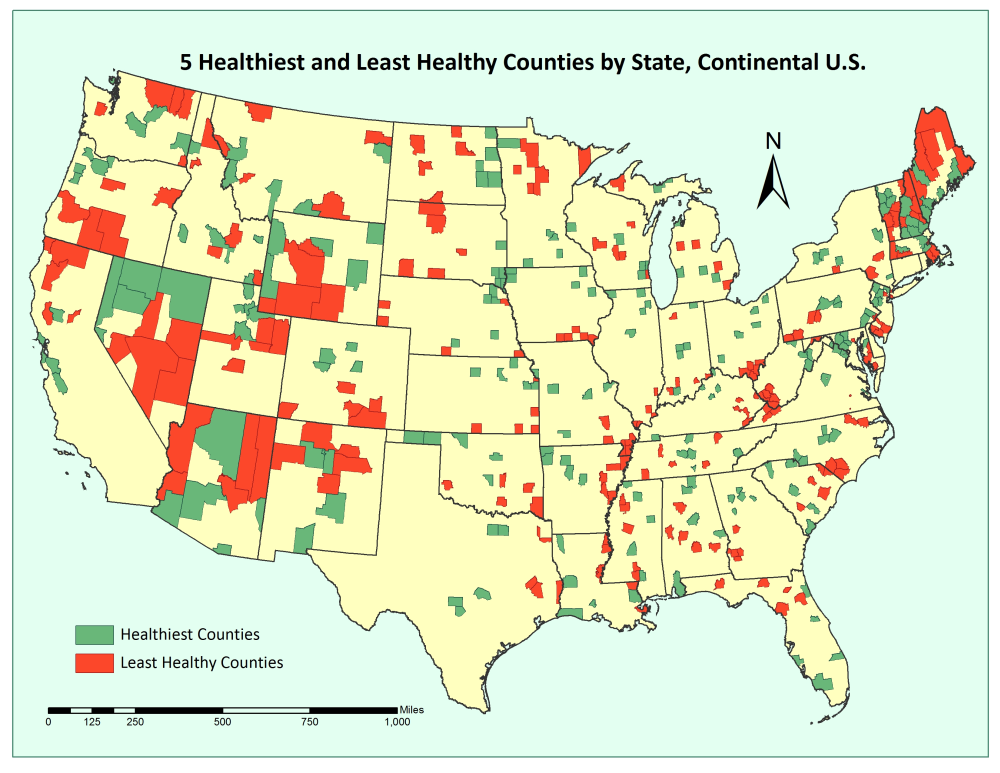 5 Healthiest and Least Healthy Counties by State, Continental U.S.
N
Healthiest Counties
Least Healthy Counties
Miles
0 125 250 500 750 1,000